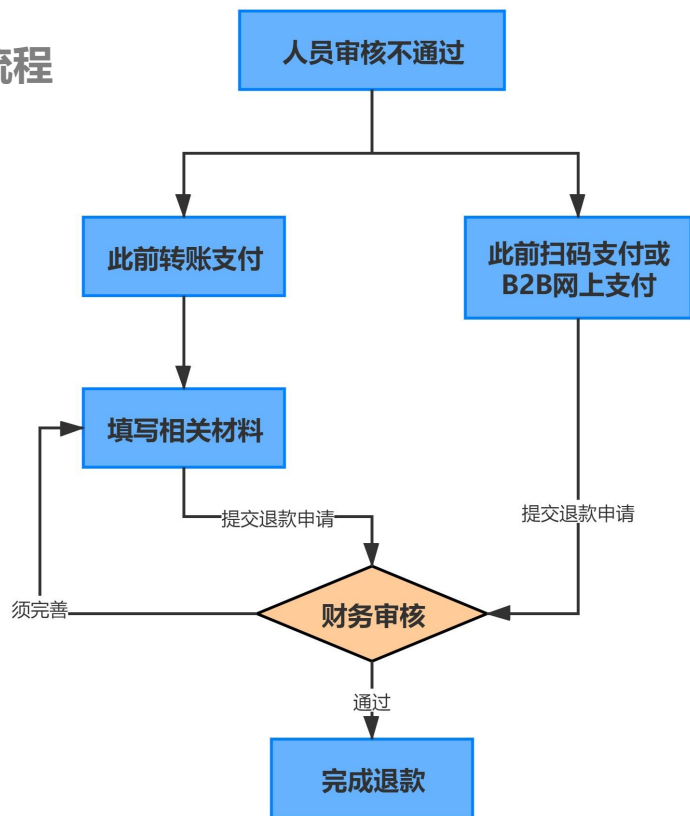 流程
人员审核不通过
此前转账支付
此前扫码支付或
B2B网上支付
填写相关材料
提交退款申请
提交退款申请
须完善
财务审核
通过
完成退款